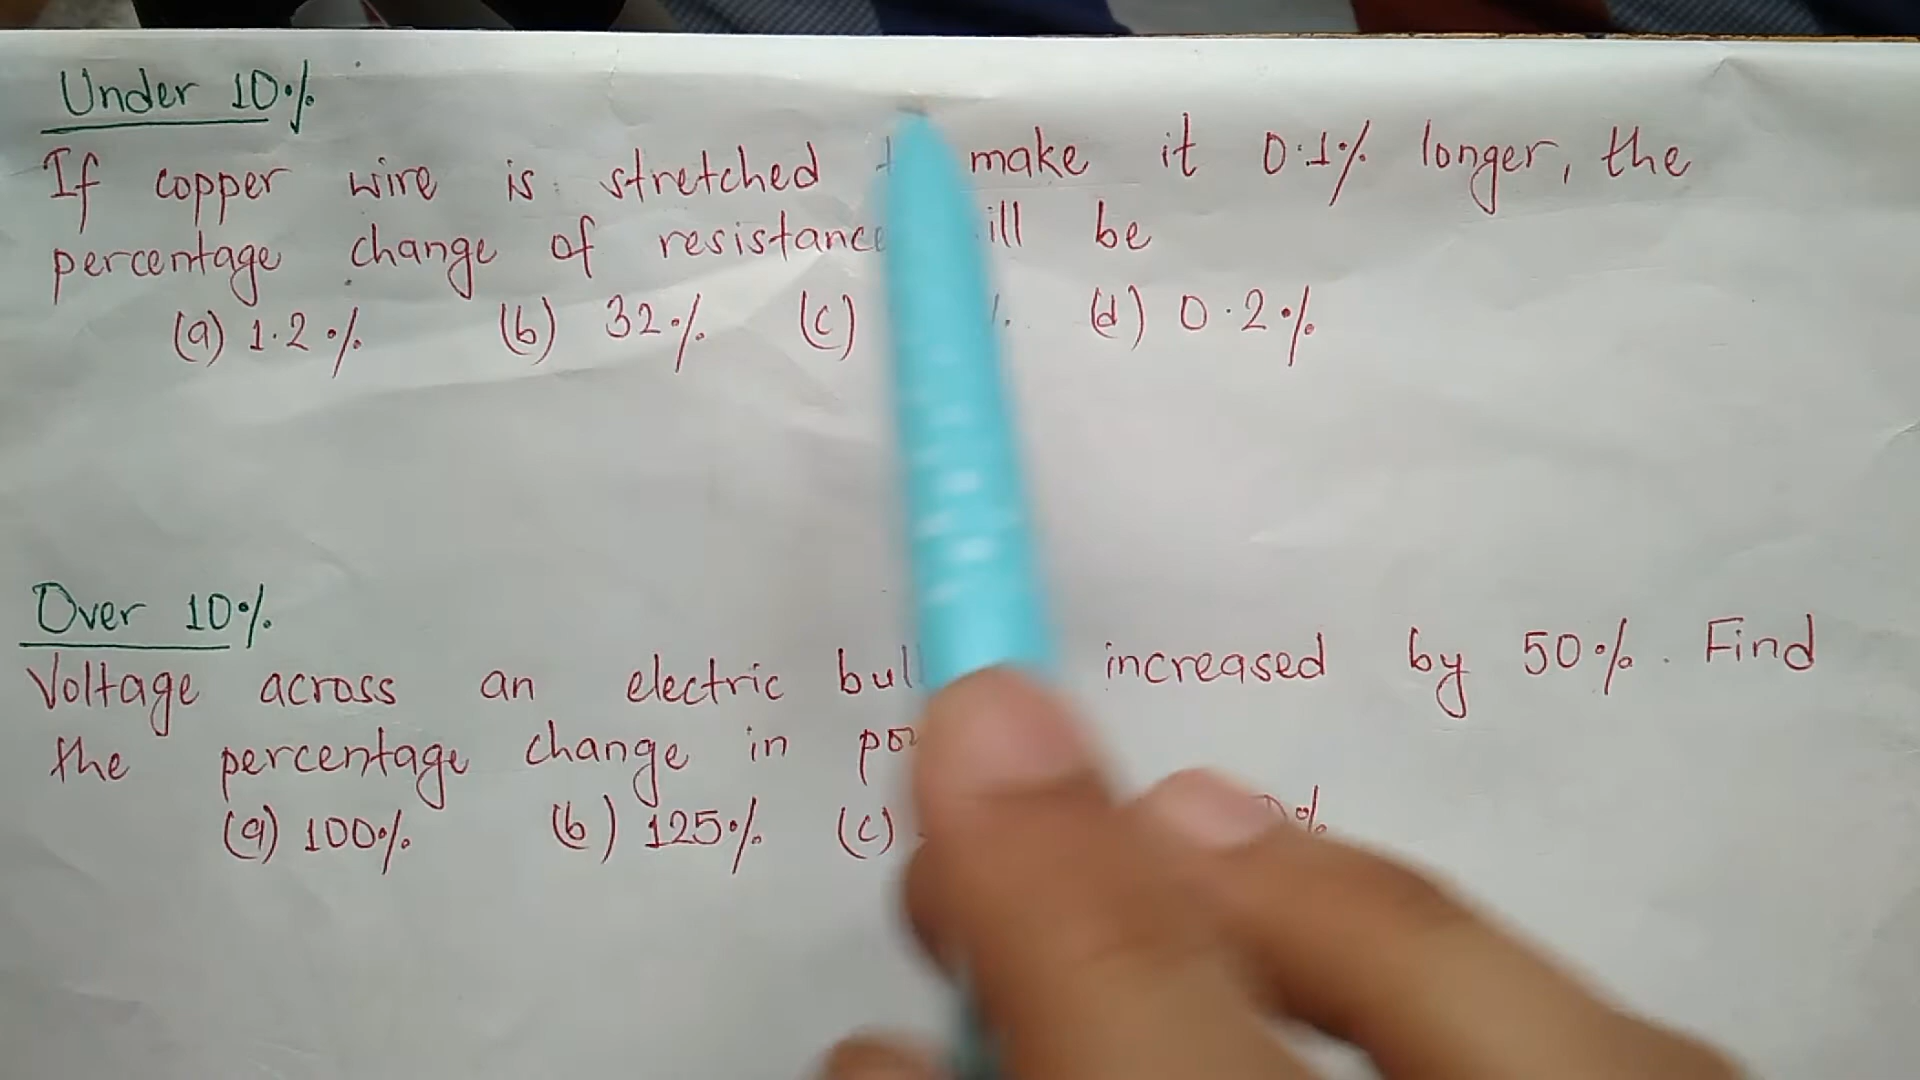 Under 10%
If copper wire is stretched make it 0.1% longer, the
percentage change of resistance be
(a) 1.2% (b) 32% (c) (d) 0.2%
Over 10%
Voltage across an electric increased by 50%. Find
the percentage change in
(a) 100% (b) 125% (c)